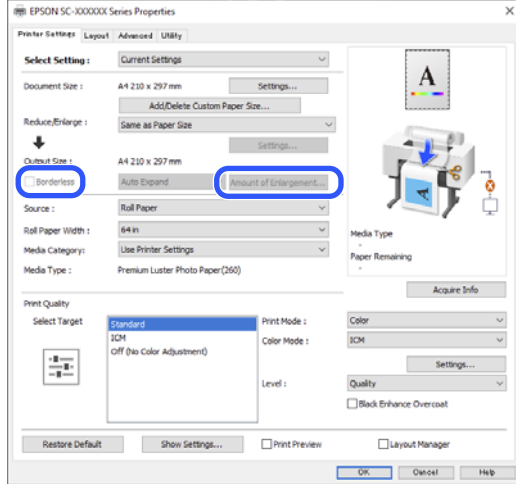 EPSON SC-XXXXXX Series Properties
Printer Settings Layout Advanced Utility
Select Setting : Current Settings
Document Size : A4 210 x 297 mm Settings...
Add/Delete Custom Paper Size...
Reduce/Enlarge : Same as Paper Size
Settings...
Output Size : A4 210 x 297 mm
Borderless Auto Expand Amount of Enlargement...
Source : Roll Paper
Roll Paper Width : 64 in
Media Category: Use Printer Settings
Media Type : Premium Luster Photo Paper(260)
A
A
Media Type
-
Paper Remaining
-
Acquire Info
Print Quality
Select Target
Standard
ICM
Off (No Color Adjustment)
Print Mode : Color
Color Mode : ICM
Settings...
Level : Quality
Black Enhance Overcoat
Restore Default Show Settings... Print Preview Layout Manager
OK Cancel Help